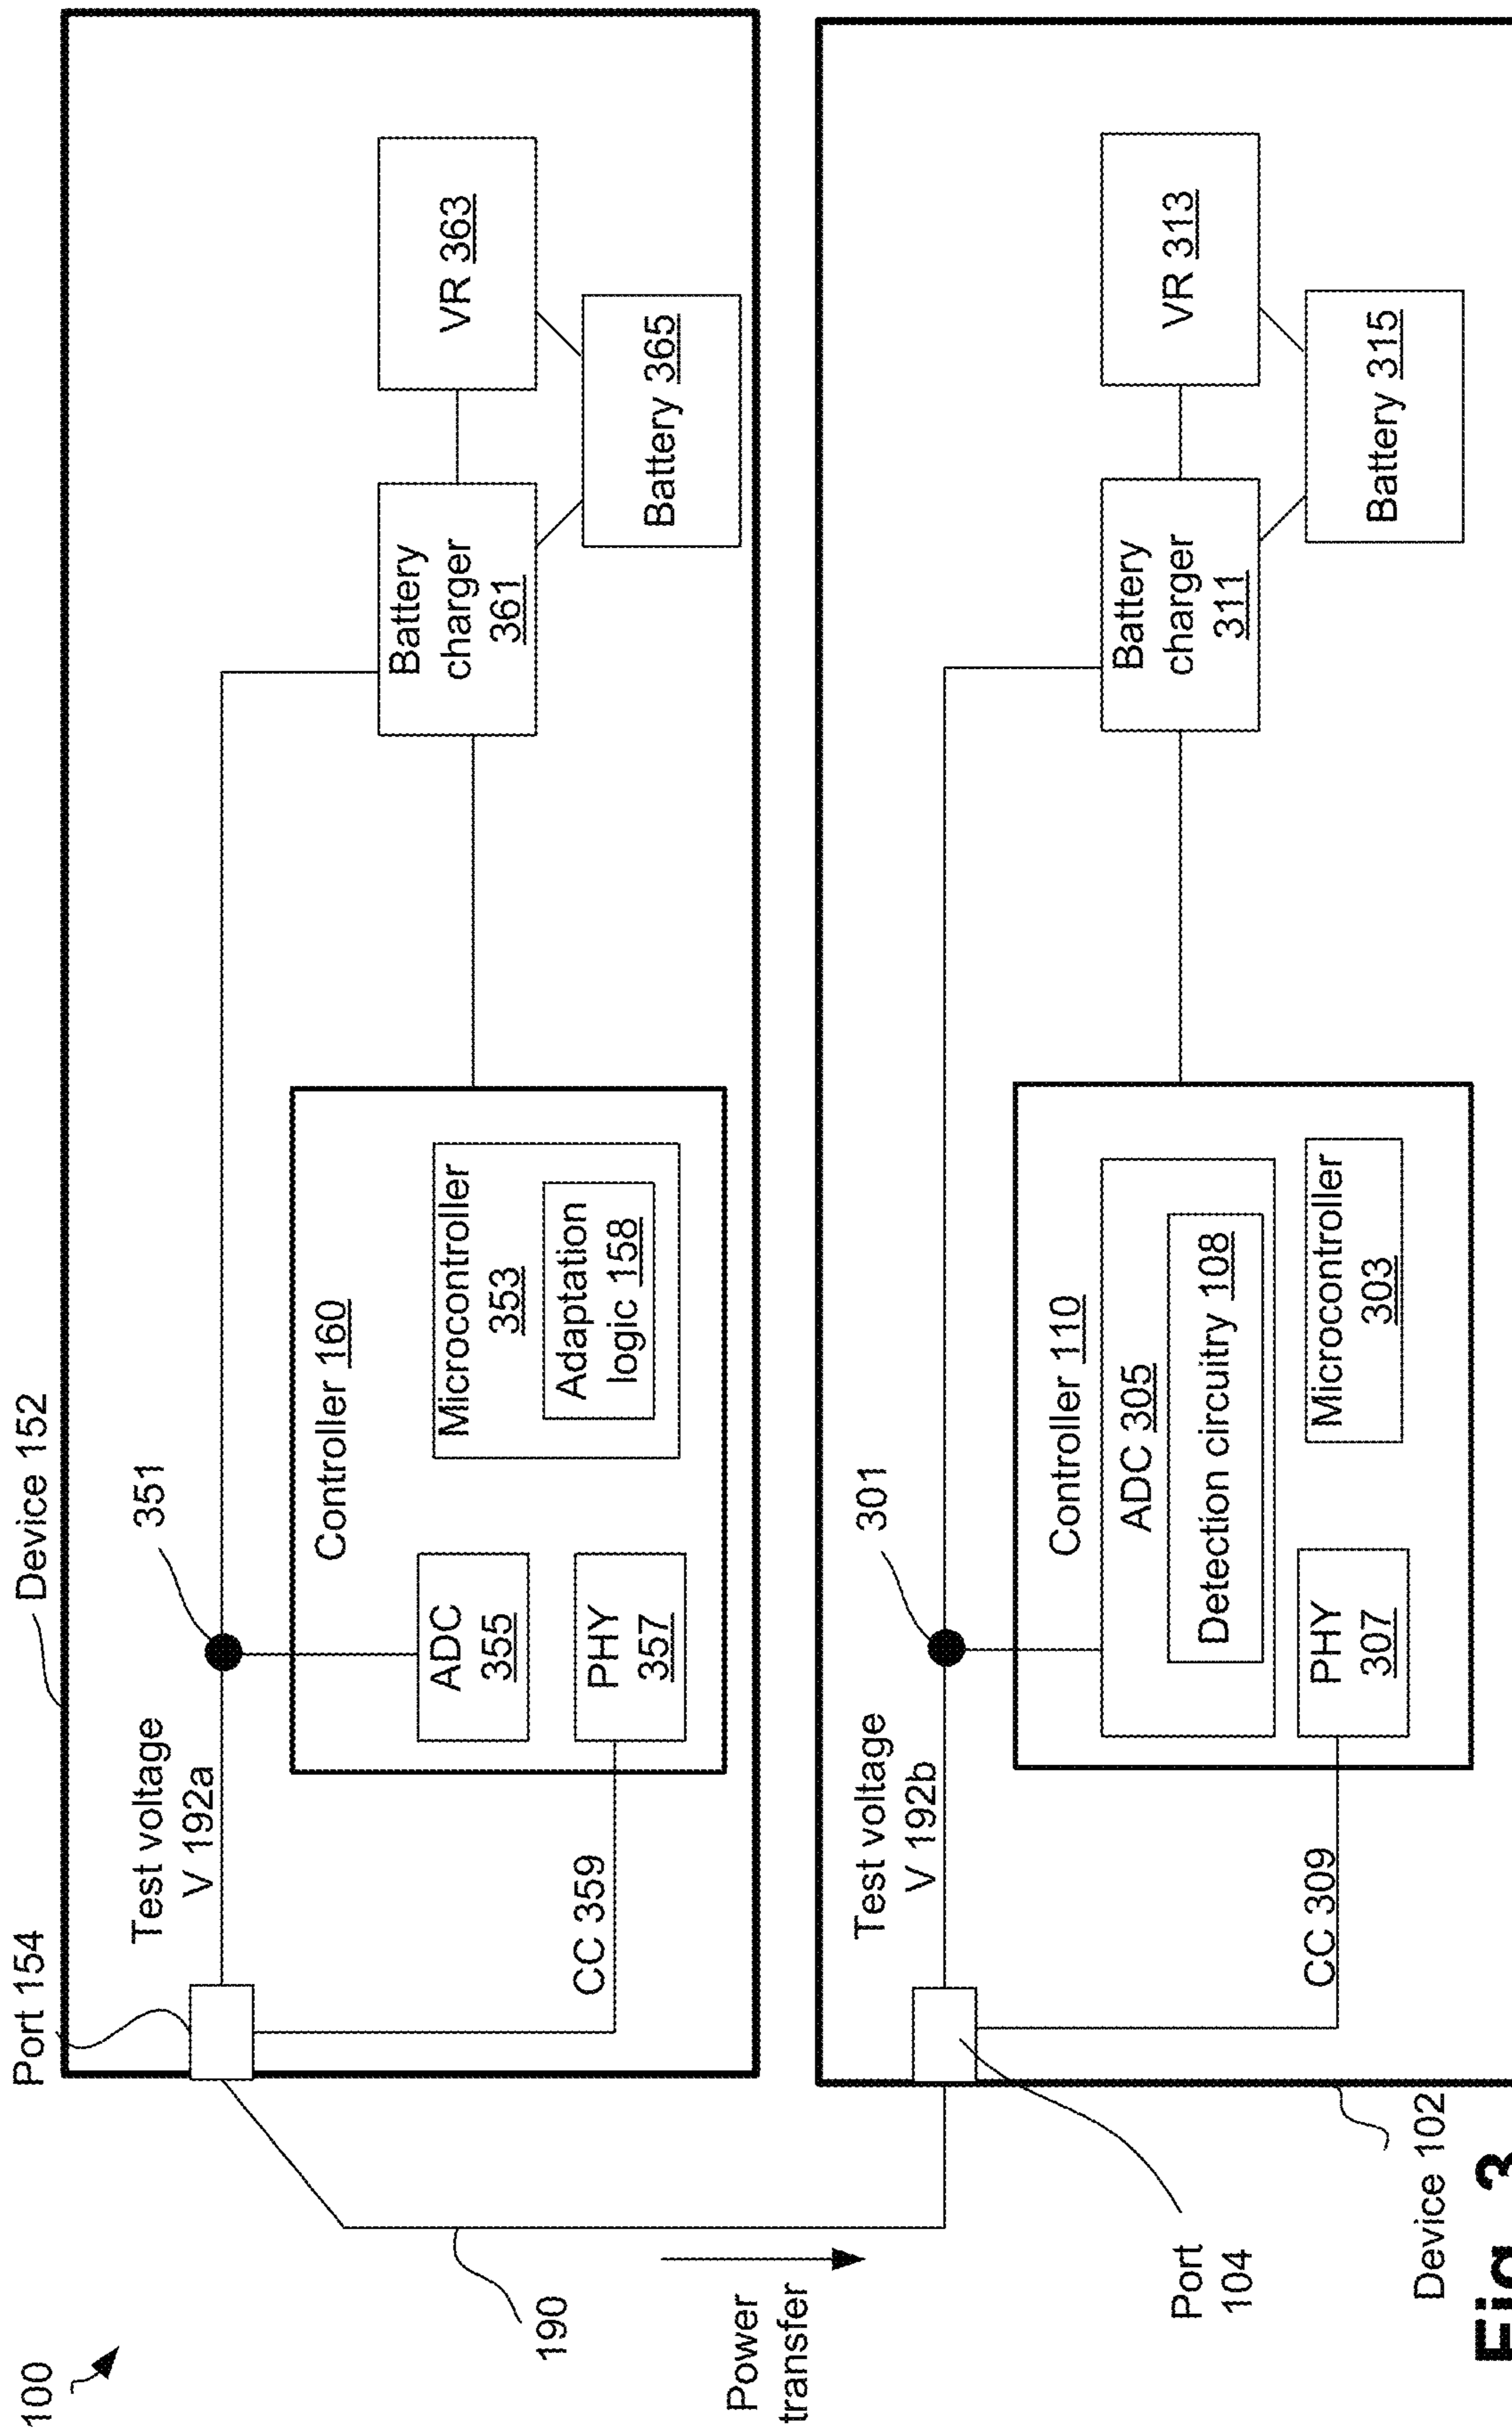 100
Port 154
Device 152
Test voltage
V 192a
351
CC 359
Controller 160
ADC
355
PHY
357
Microcontroller
353
Adaptation
logic 158
Battery
charger
361
VR 363
Battery 365
190
Power
transfer
Port
104
Test voltage
V 192b
301
CC 309
Controller 110
ADC 305
Detection circuitry 108
PHY
307
Microcontroller
303
Battery
charger
311
VR 313
Battery 315
Device 102
Fig. 3